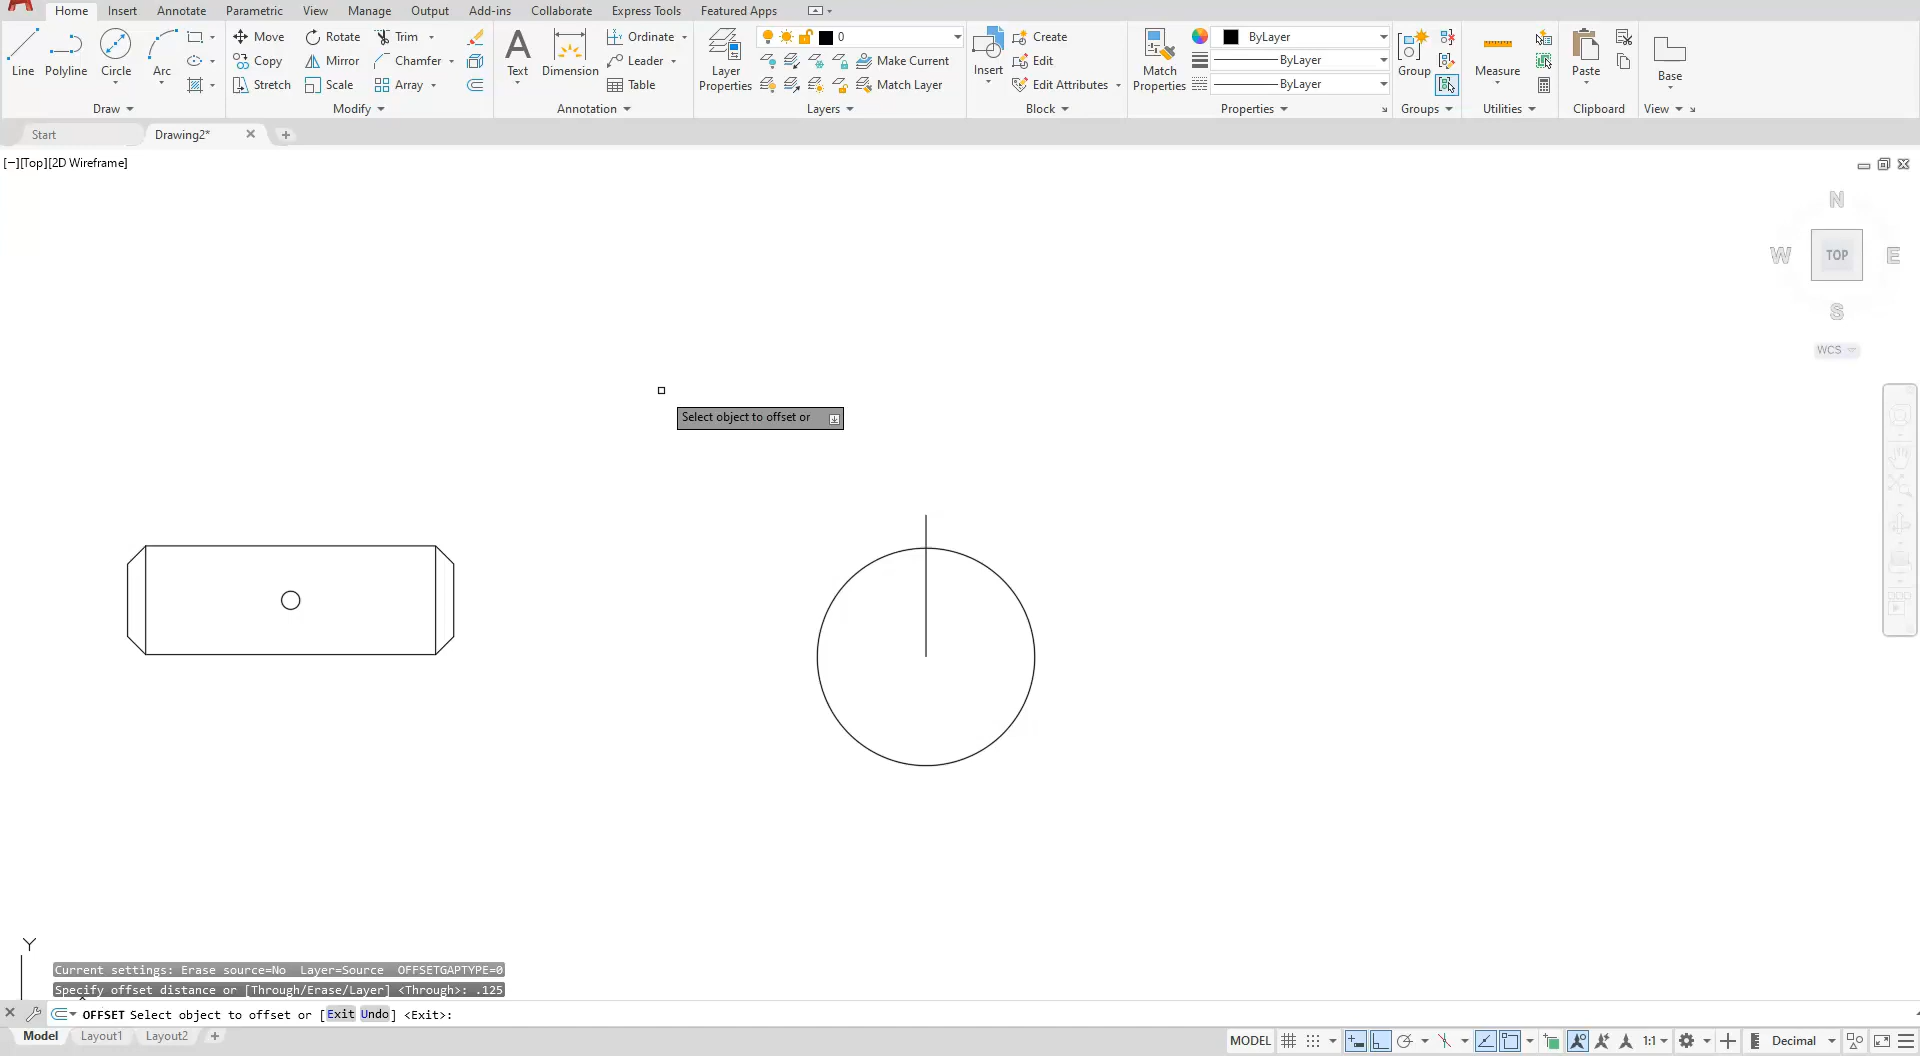 Home Insert Annotate Parametric View Manage Output Add-ins Collaborate Express Tools Featured Apps
Line Polyline Circle Arc
Move Rotate Trim
Copy Mirror Chamfer
Stretch Scale Array
Text Dimension
Ordinate
Leader
Table
Layer Properties
0
Make Current
Match Layer
Insert
Create
Edit
Edit Attributes
Match Properties
ByLayer
ByLayer
ByLayer
Group
Measure
Paste
Base
Draw Modify Annotation Layers Block Properties Groups Utilities Clipboard View
Start Drawing2*
[−][Top][2D Wireframe]
N
W TOP E
S
WCS
Select object to offset or
Y
Current settings: Erase source=No Layer=Source OFFSETGAPTYPE=0
Specify offset distance or [Through/Erase/Layer] <Through>: .125
OFFSET Select object to offset or [Exit Undo] <Exit>:
Model Layout1 Layout2
MODEL 1:1 Decimal